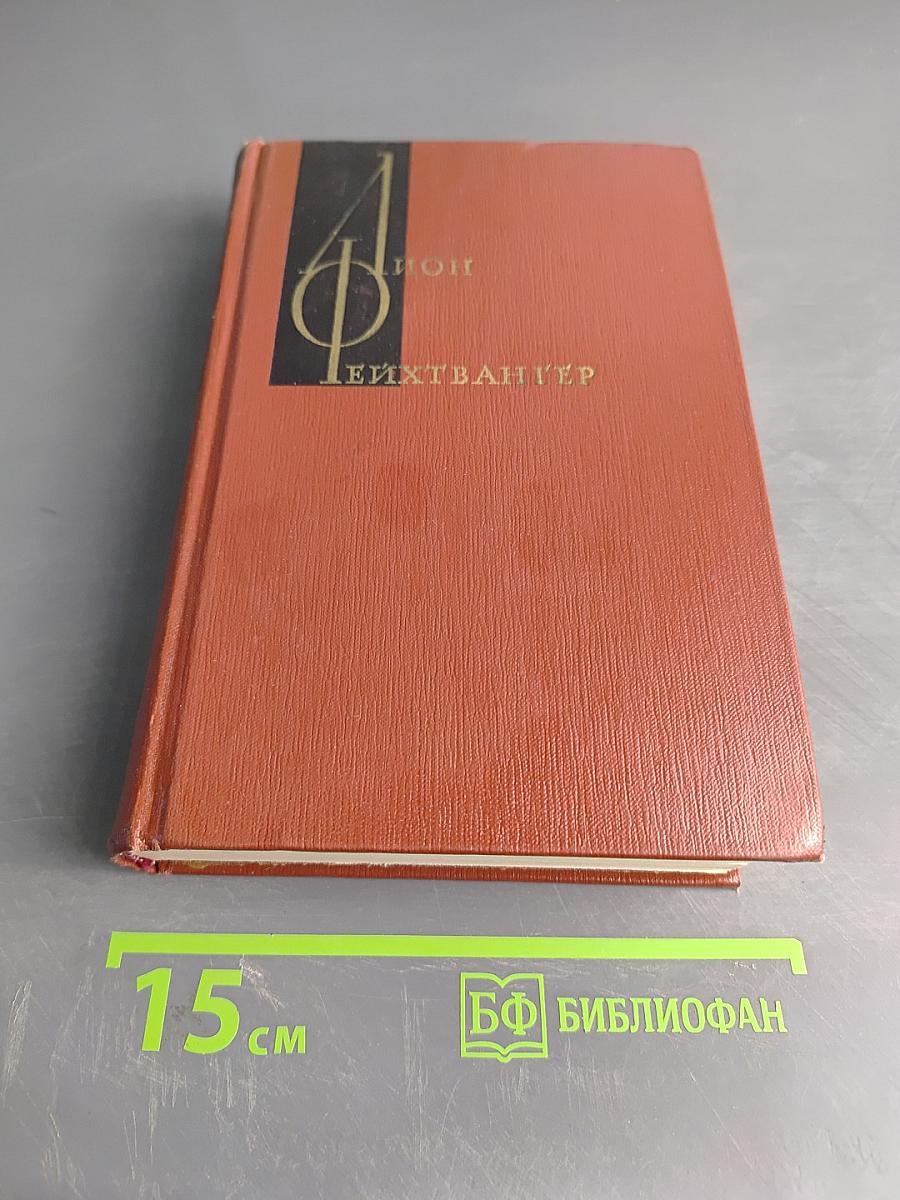 Лион
Фейхтвангер
15 см
БФ БИБЛИОФАН